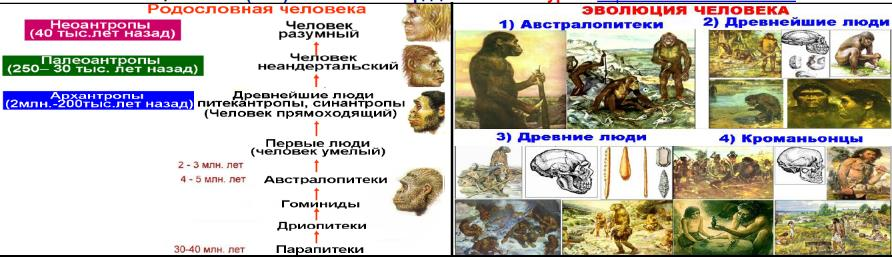 Родословная человека
Неоантропы
(40 тыс.лет назад)
Человек
разумный
Палеоантропы
(250– 30 тыс. лет назад)
Человек
неандертальский
Архантропы
(2млн.-200тыс.лет назад)
Древнейшие люди
питекантропы, синантропы
(Человек прямоходящий)
Первые люди
(человек умелый)
2 - 3 млн. лет
4 - 5 млн. лет
Австралопитеки
Гоминиды
Дриопитеки
30-40 млн. лет
Парапитеки
ЭВОЛЮЦИЯ ЧЕЛОВЕКА
1) Австралопитеки
2) Древнейшие люди
3) Древние люди
4) Кроманьонцы